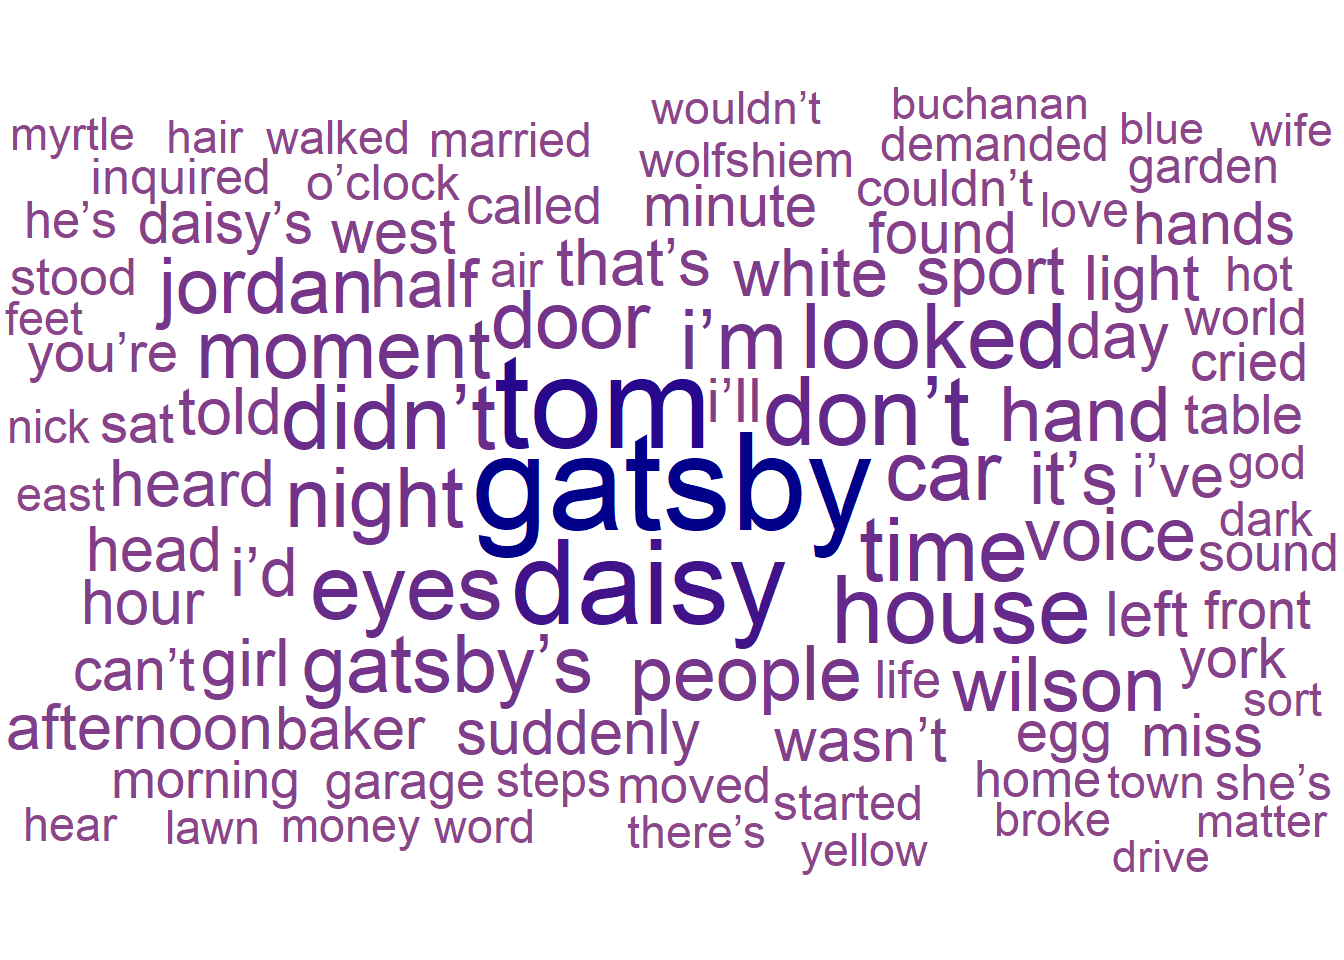 wouldn’t buchanan
myrtle hair walked married blue wife
wolfshiem demanded
inquired o’clock couldn’t garden
he’s daisy’s west called minute found love hands
stood jordan half air that’s white sport light hot
feet moment door i’m looked day world
you’re cried
nick sat told didn’t tom i’ll don’t hand table
east heard night gatsby car it’s i’ve god
head i’d eyes daisy time voice dark
sound
hour house left front
can’t girl gatsby’s people life wilson york
sort
afternoon baker suddenly wasn’t egg miss
morning garage steps moved started home town she’s
hear lawn money word there’s yellow broke matter
drive